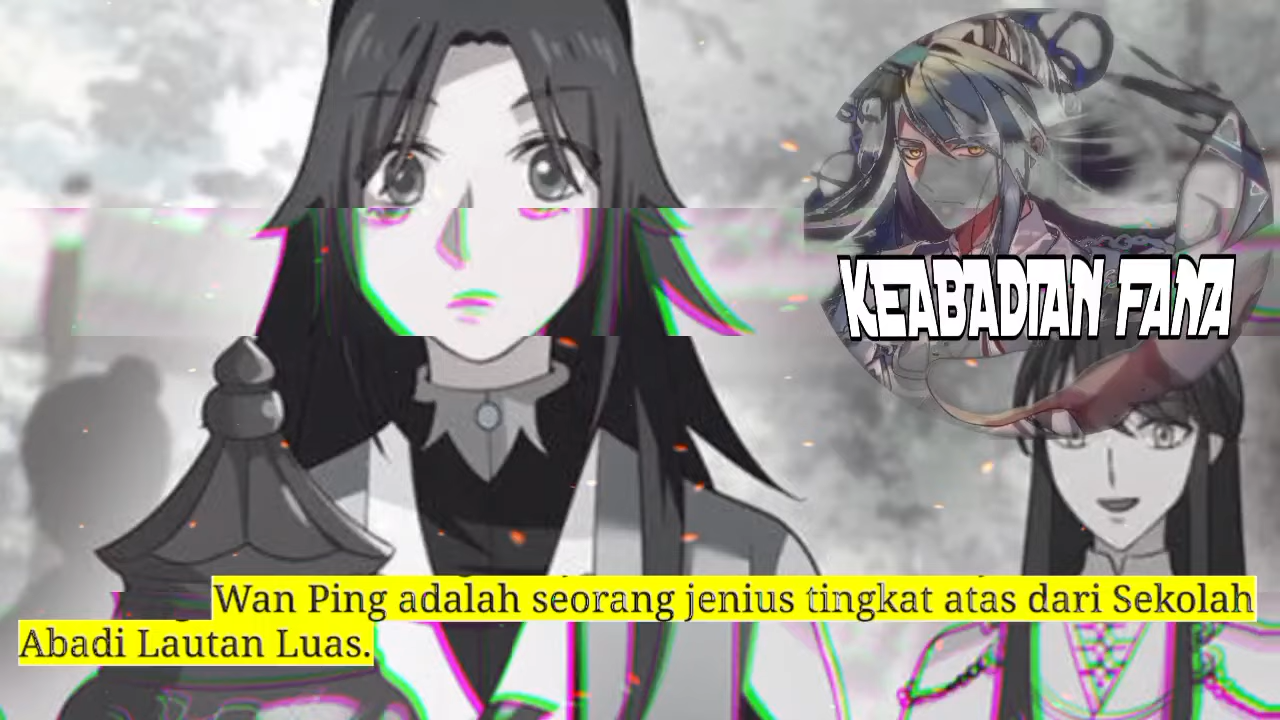 KEABADIAN FANA
Wan Ping adalah seorang jenius tingkat atas dari Sekolah
Abadi Lautan Luas.